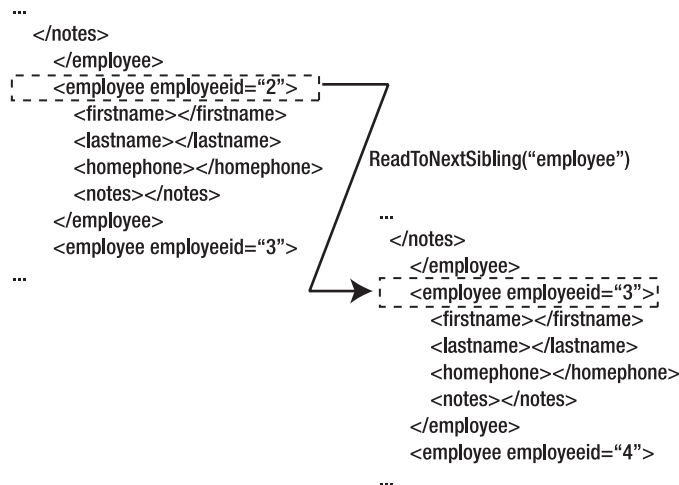 ...
</notes>
</employee>
<employee employeeid=“2”>
<firstname></firstname>
<lastname></lastname>
<homephone></homephone>
<notes></notes>
</employee>
<employee employeeid=“3”>
...
ReadToNextSibling(“employee”)
...
</notes>
</employee>
<employee employeeid=“3”>
<firstname></firstname>
<lastname></lastname>
<homephone></homephone>
<notes></notes>
</employee>
<employee employeeid=“4”>
...